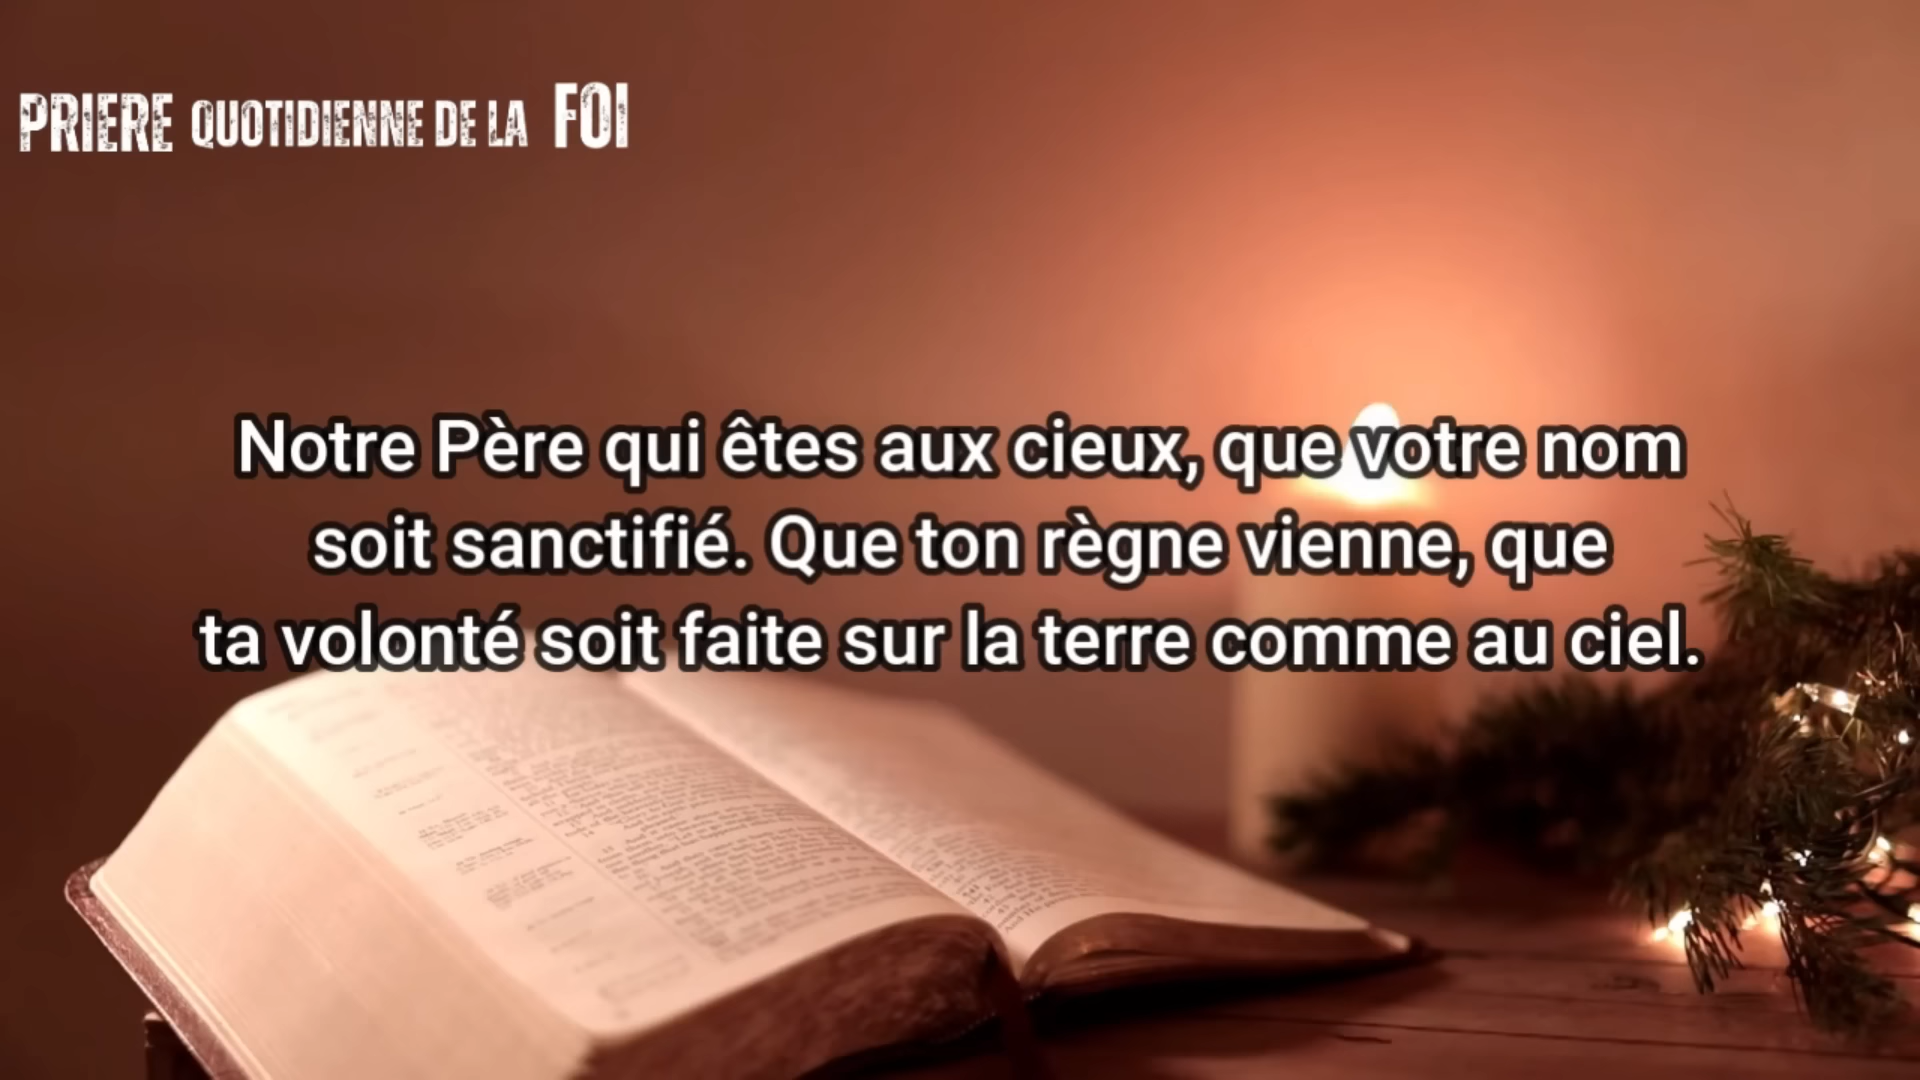 PRIERE QUOTIDIENNE DE LA FOI
Notre Père qui êtes aux cieux, que votre nom
soit sanctifié. Que ton règne vienne, que
ta volonté soit faite sur la terre comme au ciel.